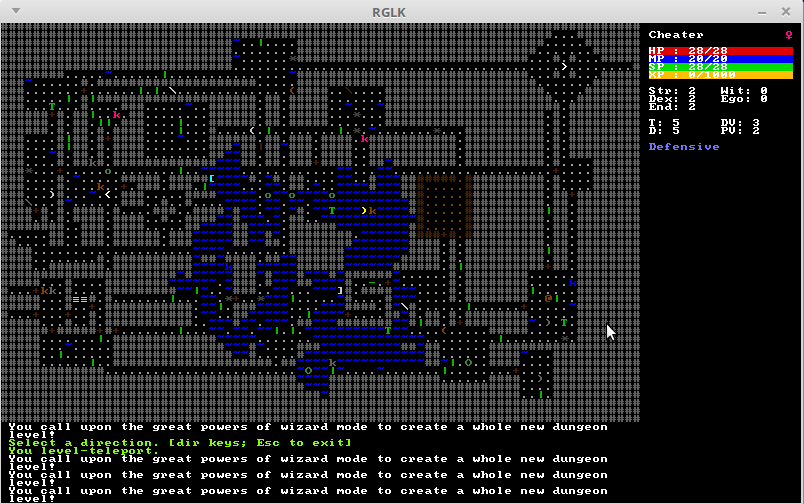 RGLK
Cheater ♀
HP : 28/28
MP : 20/20
SP : 28/28
XP : 0/1000
Str: 2 Wit: 0
Dex: 2 Ego: 0
End: 2
T: 5 DV: 3
D: 5 PV: 2
Defensive
You call upon the great powers of wizard mode to create a whole new dungeon
level!
Select a direction. [dir keys; Esc to exit]
You level-teleport.
You call upon the great powers of wizard mode to create a whole new dungeon
level!
You call upon the great powers of wizard mode to create a whole new dungeon
level!
You call upon the great powers of wizard mode to create a whole new dungeon
level!